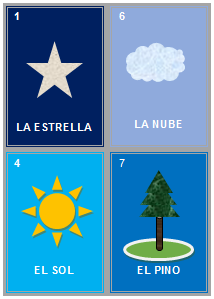 1
LA ESTRELLA
6
LA NUBE
4
EL SOL
7
EL PINO